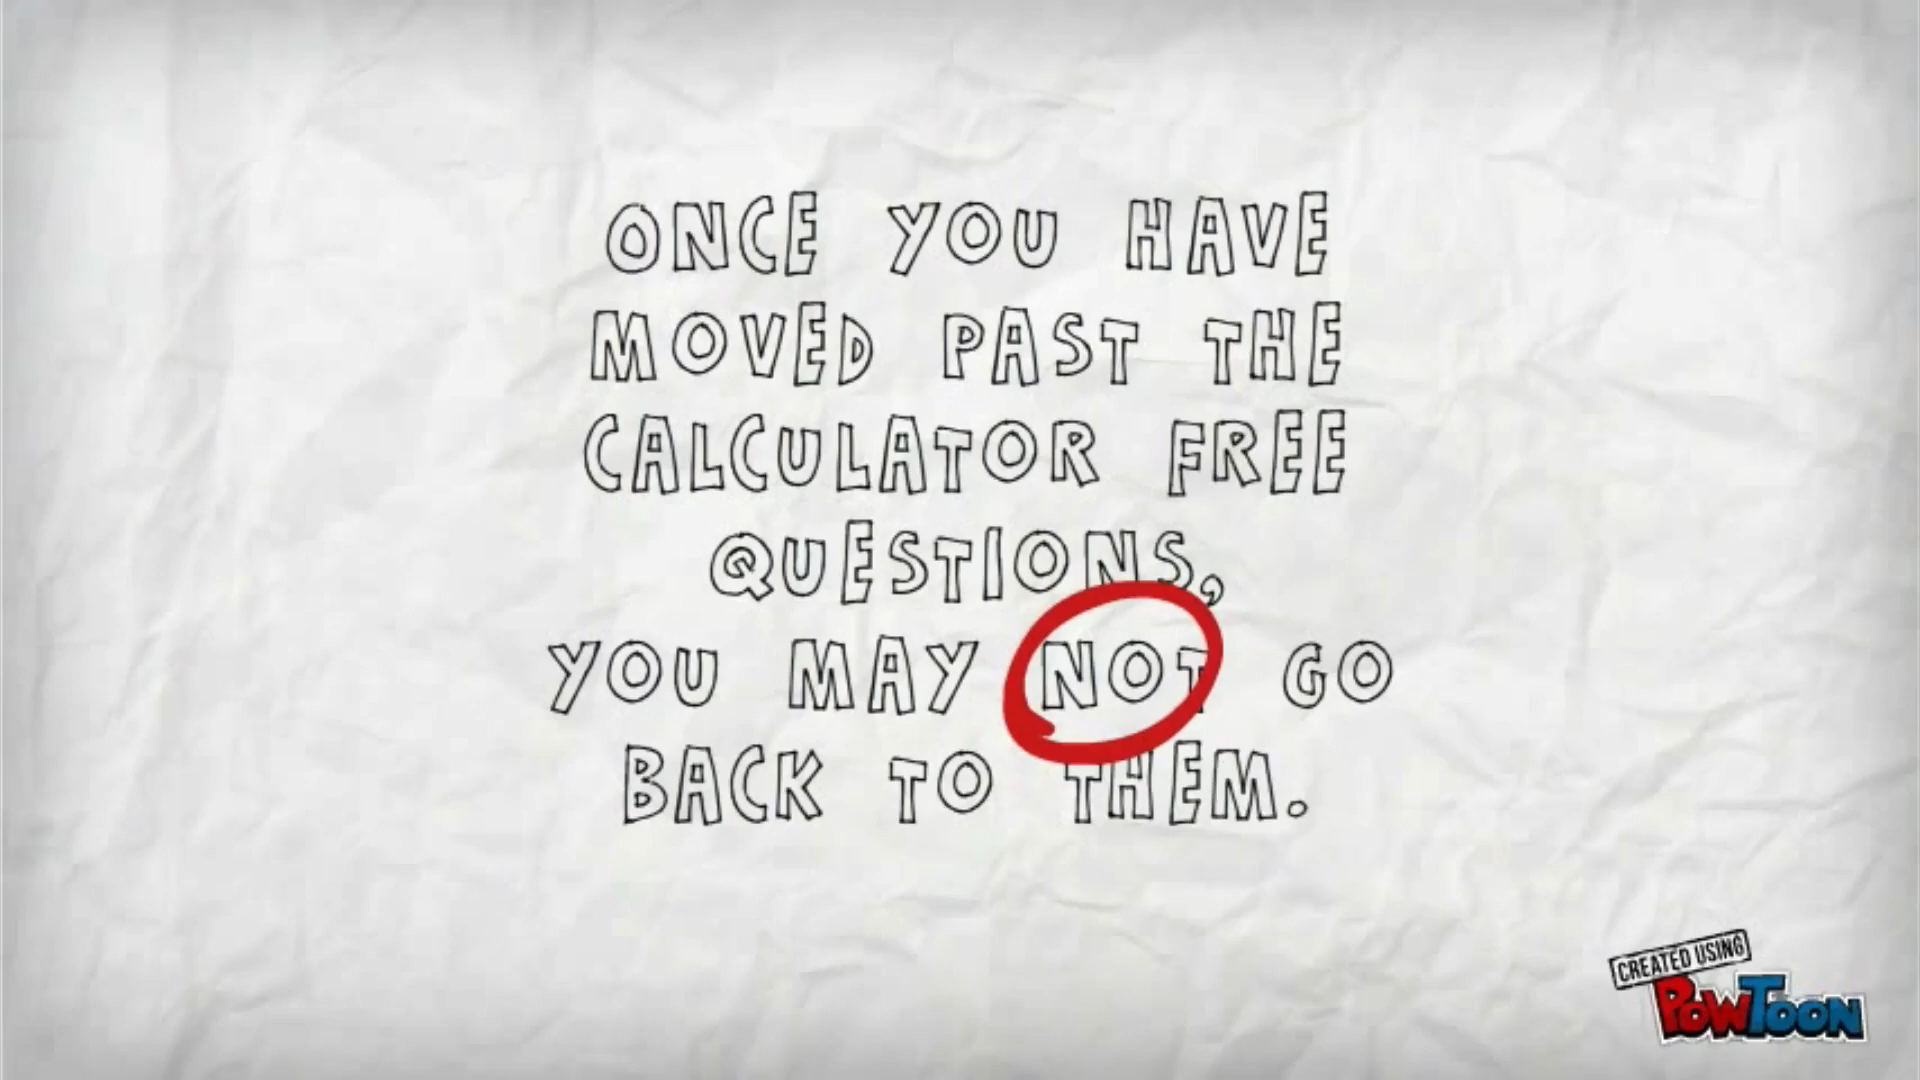 ONCE YOU HAVE
MOVED PAST THE
CALCULATOR FREE
QUESTIONS,
YOU MAY NOT GO
BACK TO THEM.
CREATED USING
POWTOON